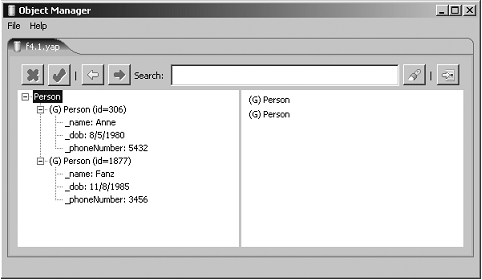 Object Manager
File Help
f4.1.yap
Search:
Person
(G) Person (id=306)
_name: Anne
_dob: 8/5/1980
_phoneNumber: 5432
(G) Person (id=1877)
_name: Fanz
_dob: 11/8/1985
_phoneNumber: 3456
(G) Person
(G) Person